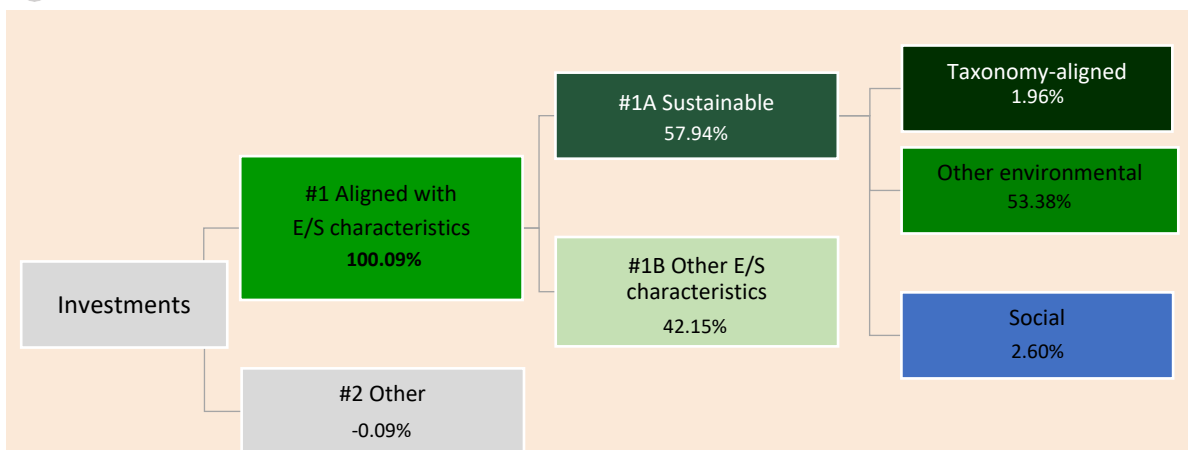 Investments
#1 Aligned with
E/S characteristics
100.09%
#2 Other
-0.09%
#1A Sustainable
57.94%
#1B Other E/S
characteristics
42.15%
Taxonomy-aligned
1.96%
Other environmental
53.38%
Social
2.60%